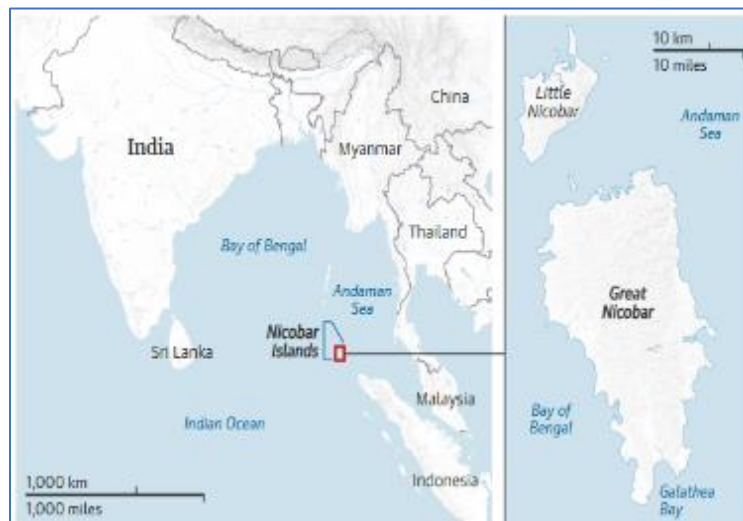 China
India
Myanmar
Bay of Bengal
Thailand
Andaman
Sea
Nicobar
Islands
Sri Lanka
Malaysia
Indian Ocean
Indonesia
1,000 km
1,000 miles
10 km
10 miles
Little
Nicobar
Andaman
Sea
Great
Nicobar
Bay of
Bengal
Galathea
Bay